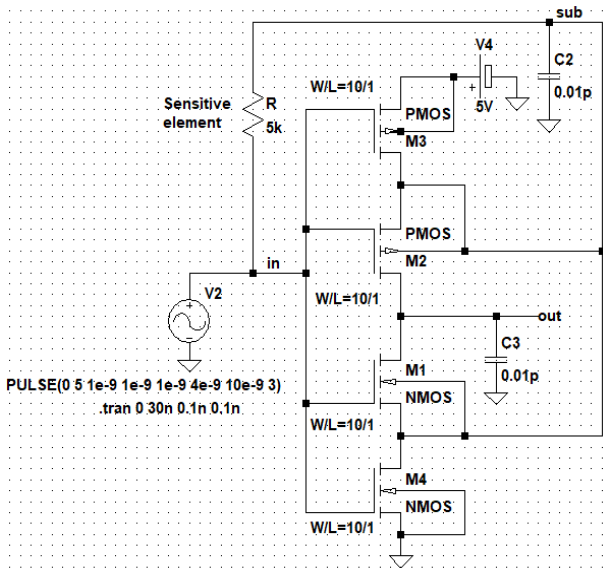 sub
V4
C2
W/L=10/1
+
5V
0.01p
Sensitive
element
R
5k
PMOS
M3
PMOS
M2
in
V2
+
W/L=10/1
out
C3
M1
0.01p
PULSE(0 5 1e-9 1e-9 1e-9 4e-9 10e-9 3)
NMOS
.tran 0 30n 0.1n 0.1n
W/L=10/1
M4
NMOS
W/L=10/1